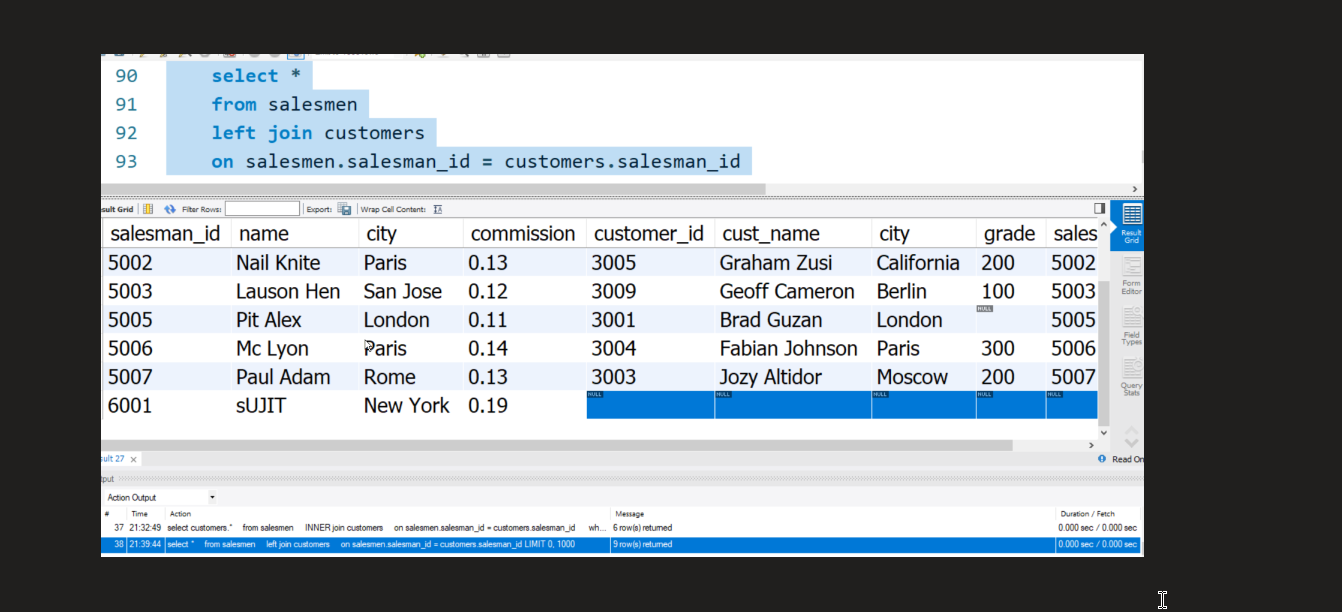 90 select *
91 from salesmen
92 left join customers
93 on salesmen.salesman_id = customers.salesman_id
sult Grid Filter Rows: Export: Wrap Cell Content:
salesman_id name city commission customer_id cust_name city grade sales
5002 Nail Knite Paris 0.13 3005 Graham Zusi California 200 5002
5003 Lauson Hen San Jose 0.12 3009 Geoff Cameron Berlin 100 5003
5005 Pit Alex London 0.11 3001 Brad Guzan London NULL 5005
5006 Mc Lyon Paris 0.14 3004 Fabian Johnson Paris 300 5006
5007 Paul Adam Rome 0.13 3003 Jozy Altidor Moscow 200 5007
6001 sUJIT New York 0.19 NULL NULL NULL NULL NULL
Result
Grid
Form
Editor
Field
Types
Query
Stats
sult 27 Read On
tput
Action Output
# Time Action Message Duration / Fetch
37 21:32:49 select customers.* from salesmen INNER join customers on salesmen.salesman_id = customers.salesman_id wh... 6 row(s) returned 0.000 sec / 0.000 sec
38 21:39:44 select * from salesmen left join customers on salesmen.salesman_id = customers.salesman_id LIMIT 0, 1000 9 row(s) returned 0.000 sec / 0.000 sec